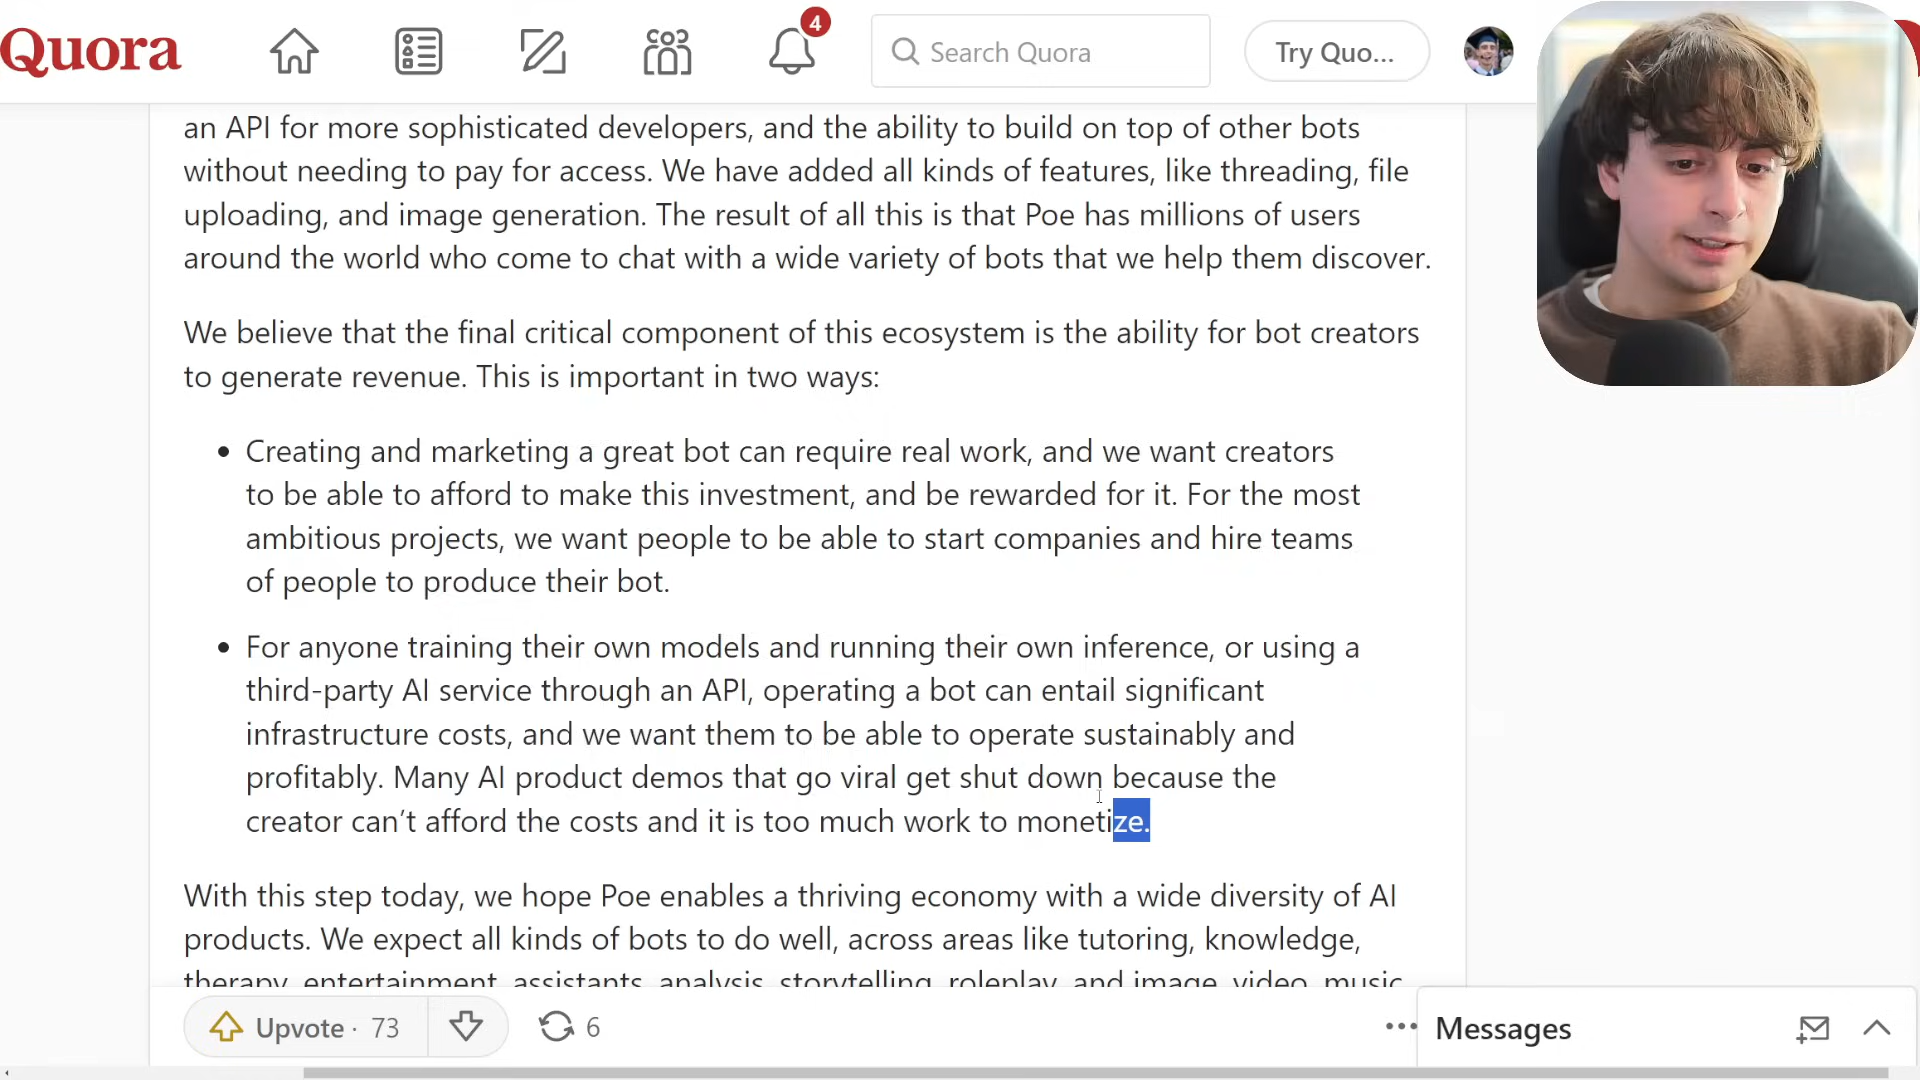 Quora
4
Search Quora
Try Quo...
an API for more sophisticated developers, and the ability to build on top of other bots
without needing to pay for access. We have added all kinds of features, like threading, file
uploading, and image generation. The result of all this is that Poe has millions of users
around the world who come to chat with a wide variety of bots that we help them discover.
We believe that the final critical component of this ecosystem is the ability for bot creators
to generate revenue. This is important in two ways:
• Creating and marketing a great bot can require real work, and we want creators
to be able to afford to make this investment, and be rewarded for it. For the most
ambitious projects, we want people to be able to start companies and hire teams
of people to produce their bot.
• For anyone training their own models and running their own inference, or using a
third-party AI service through an API, operating a bot can entail significant
infrastructure costs, and we want them to be able to operate sustainably and
profitably. Many AI product demos that go viral get shut down because the
creator can’t afford the costs and it is too much work to monetize.
With this step today, we hope Poe enables a thriving economy with a wide diversity of AI
products. We expect all kinds of bots to do well, across areas like tutoring, knowledge,
therapy, entertainment, assistants, analysis, storytelling, roleplay, and image, video, music
Upvote · 73
6
Messages